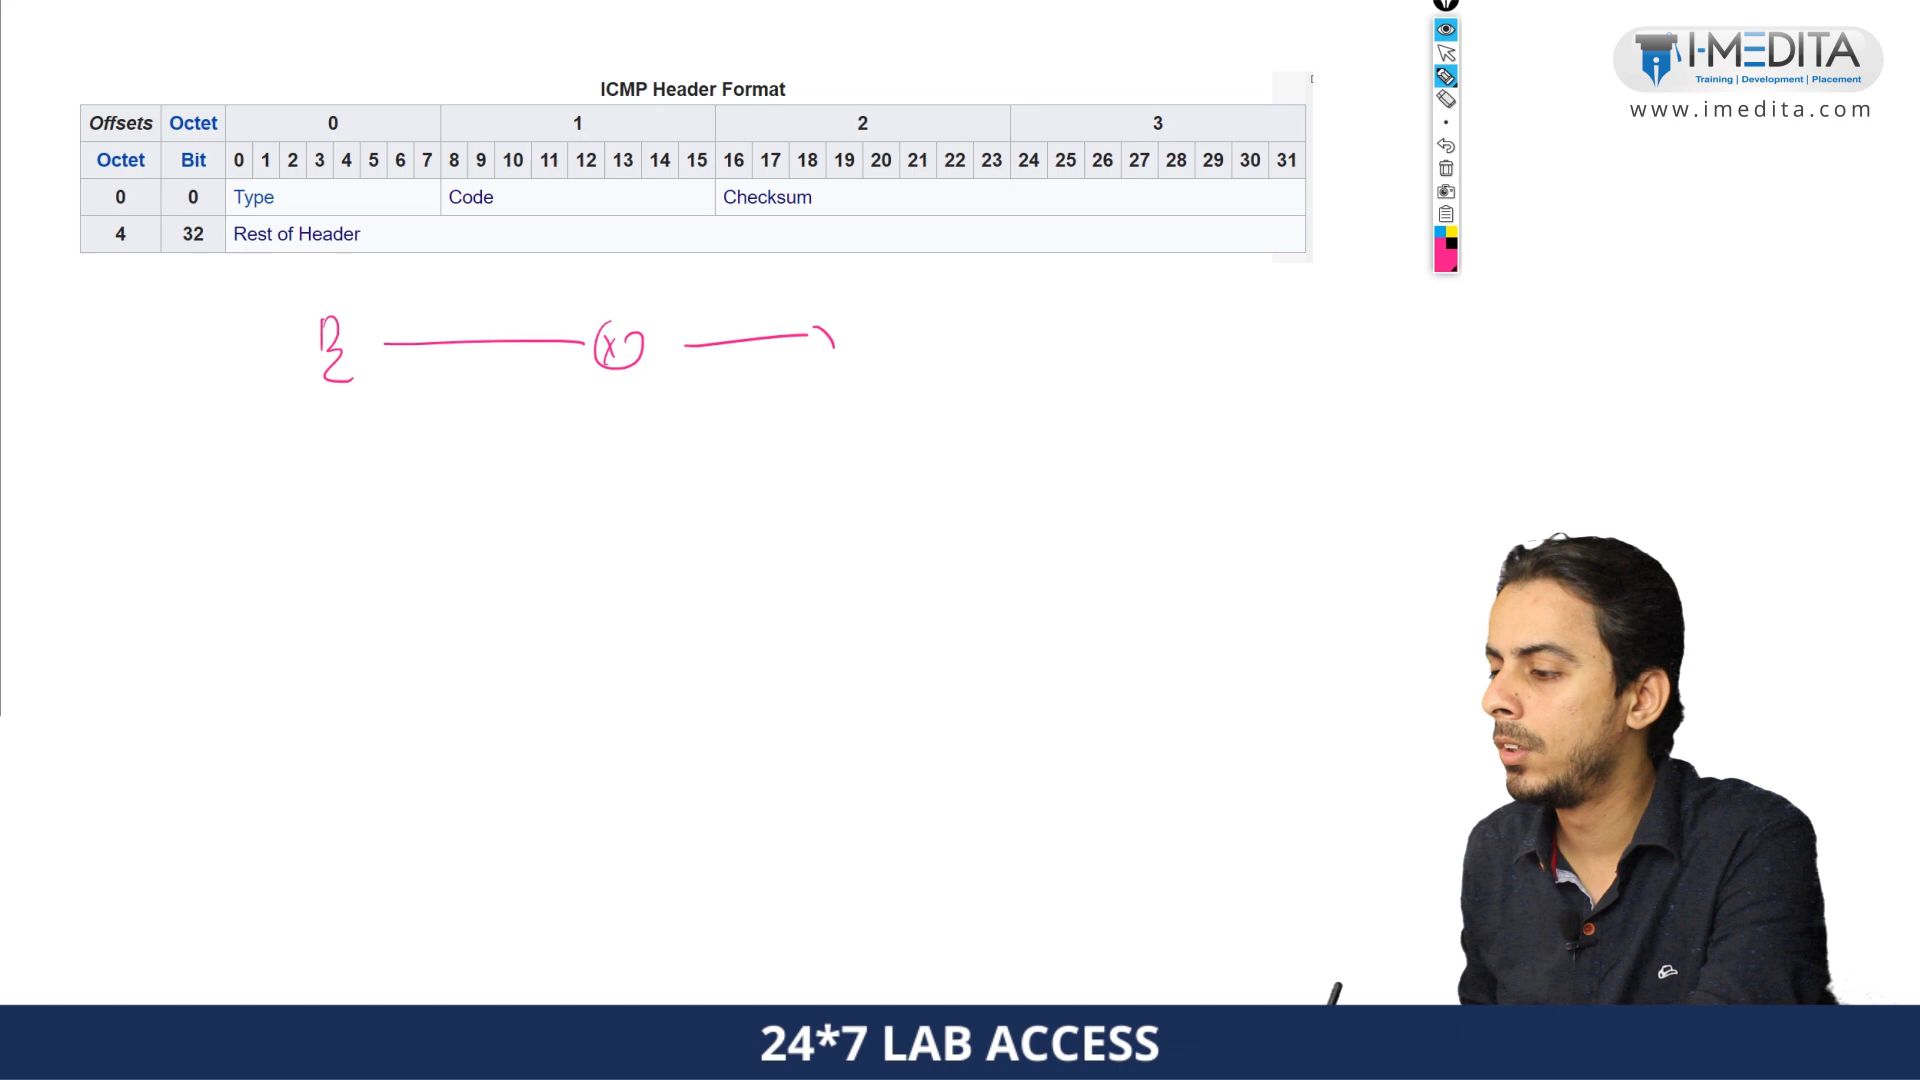 I-MEDITA
Training | Development | Placement
www.imedita.com
ICMP Header Format
Offsets Octet 0 1 2 3
Octet Bit 0 1 2 3 4 5 6 7 8 9 10 11 12 13 14 15 16 17 18 19 20 21 22 23 24 25 26 27 28 29 30 31
0 0 Type Code Checksum
4 32 Rest of Header
24*7 LAB ACCESS